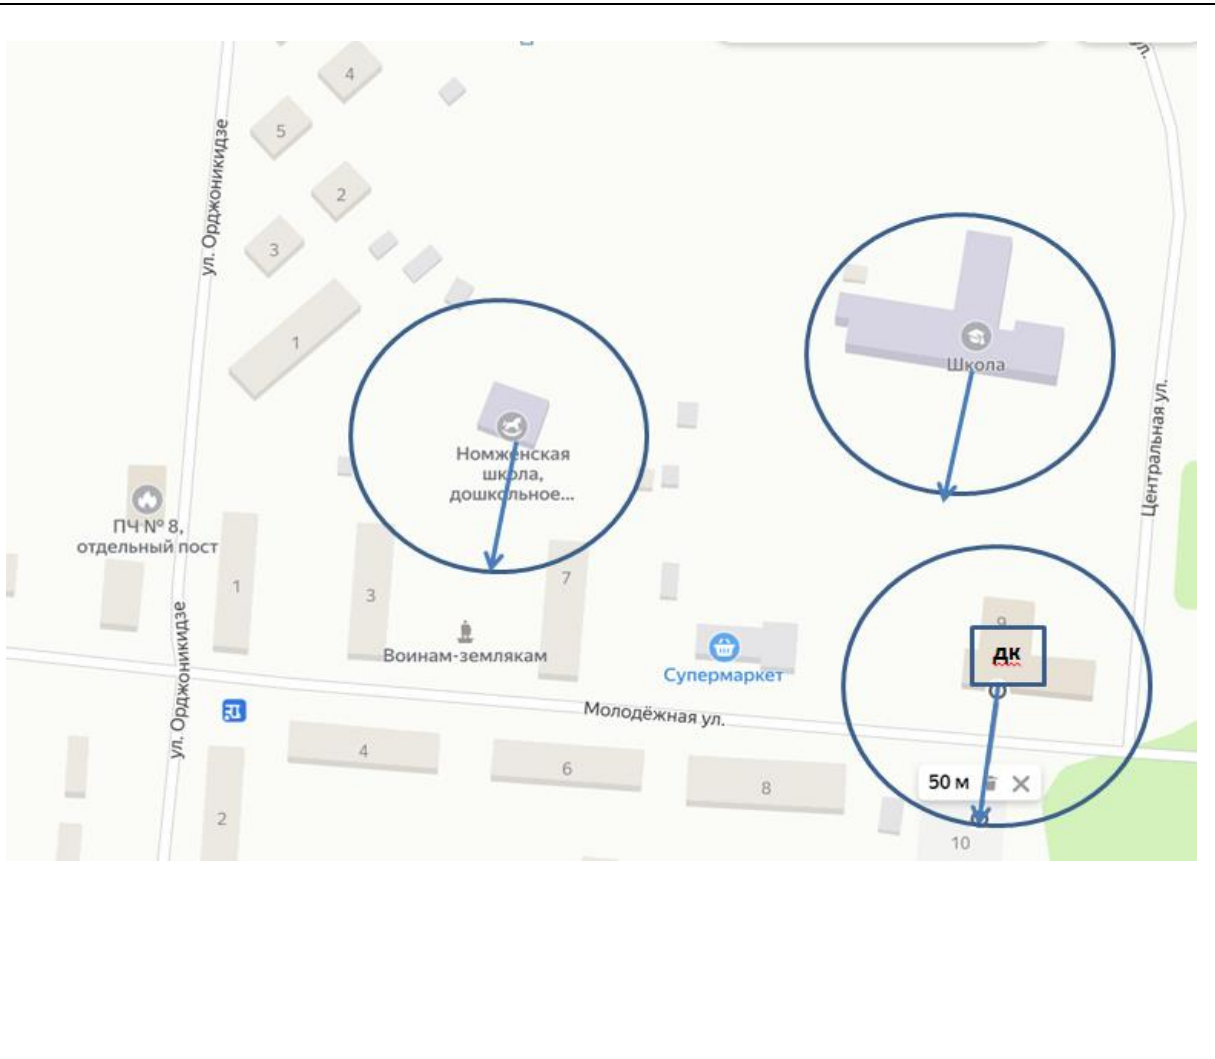 ул.
4
5
ул. Орджоникидзе
2
3
1
Школа
Номженская
школа,
дошкольное...
Центральная ул.
ПЧ № 8,
отдельный пост
1
3
7
9
дк
Воинам-землякам
Супермаркет
ул. Орджоникидзе
Молодёжная ул.
4
6
8
50 м
2
10